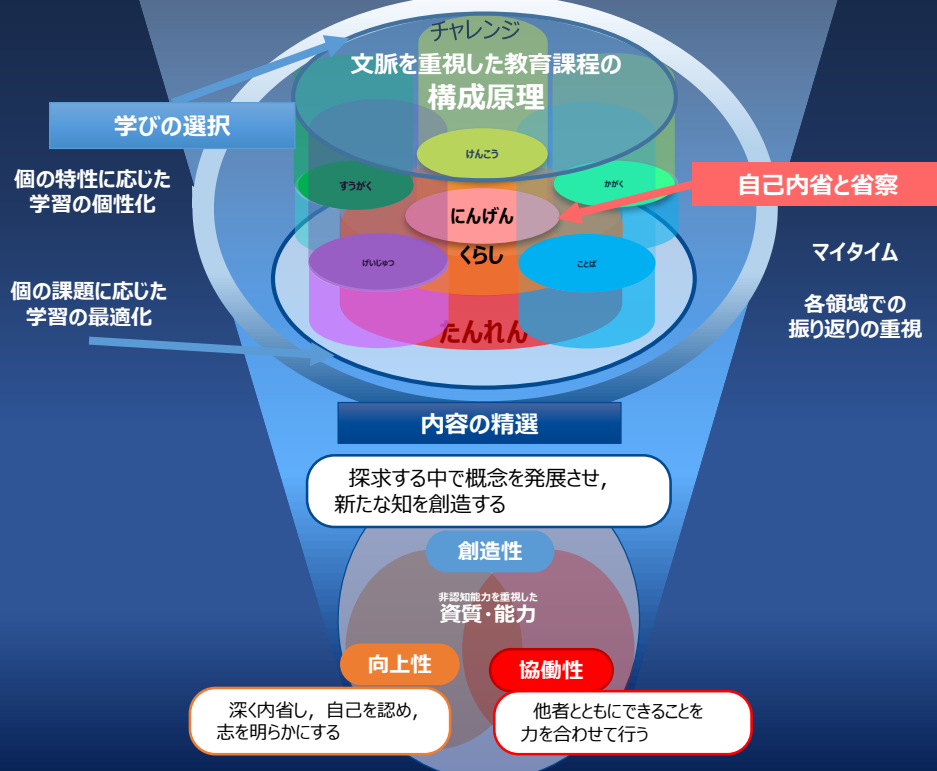 チャレンジ
文脈を重視した教育課程の
構成原理
学びの選択
個の特性に応じた
学習の個性化
個の課題に応じた
学習の最適化
けんこう
すうがく
かがく
にんげん
くらし
げいじゅつ
ことば
たんれん
自己内省と省察
マイタイム
各領域での
振り返りの重視
内容の精選
探求する中で概念を発展させ,
新たな知を創造する
創造性
非認知能力を重視した
資質・能力
向上性
深く内省し,自己を認め,
志を明らかにする
協働性
他者とともにできることを
力を合わせて行う